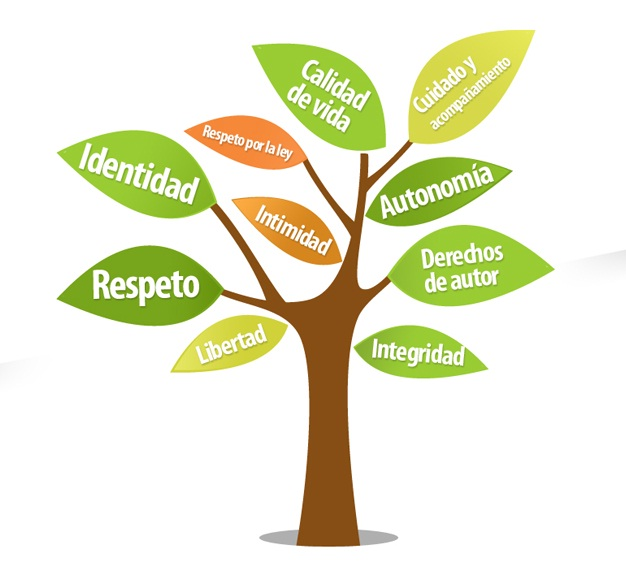 Calidad
de vida
Cuidado y
acompañamiento
Respeto por la ley
Identidad
Autonomía
Intimidad
Derechos
de autor
Respeto
Libertad
Integridad